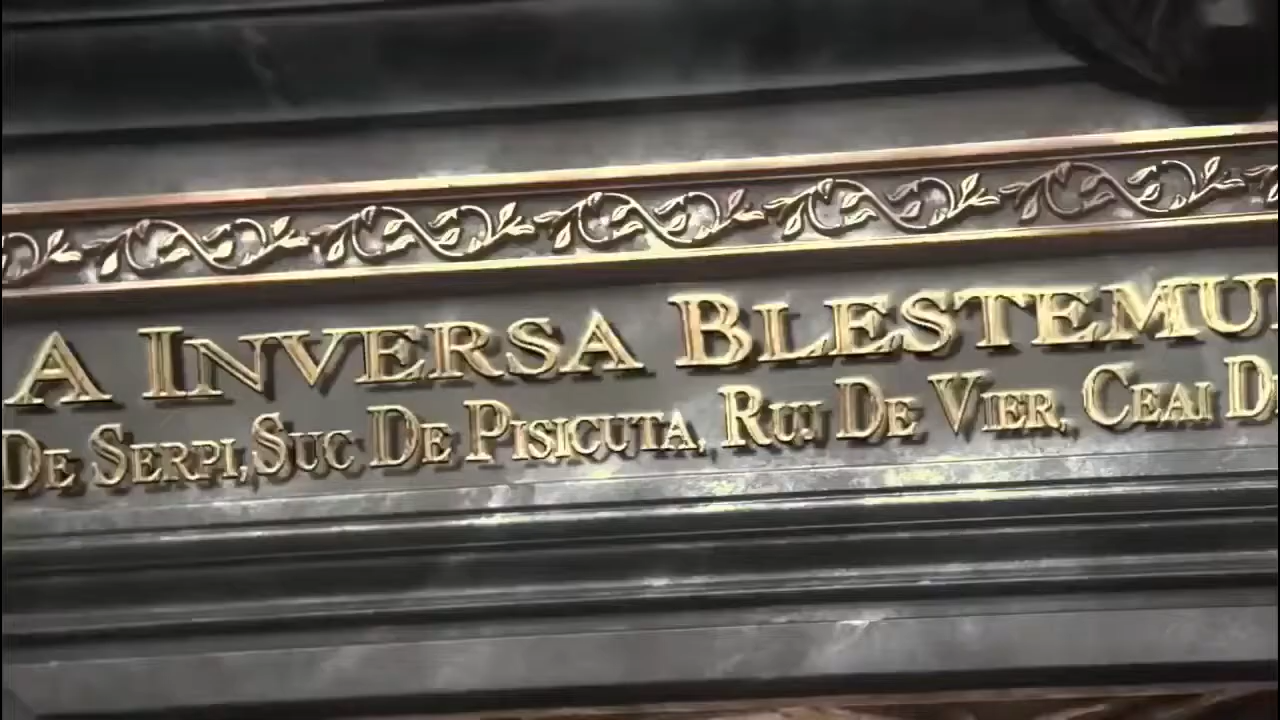 A INVERSA BLESTEMU
DE SERPI, SUC DE PISICUTA, RUJ DE VIER, CEAI D